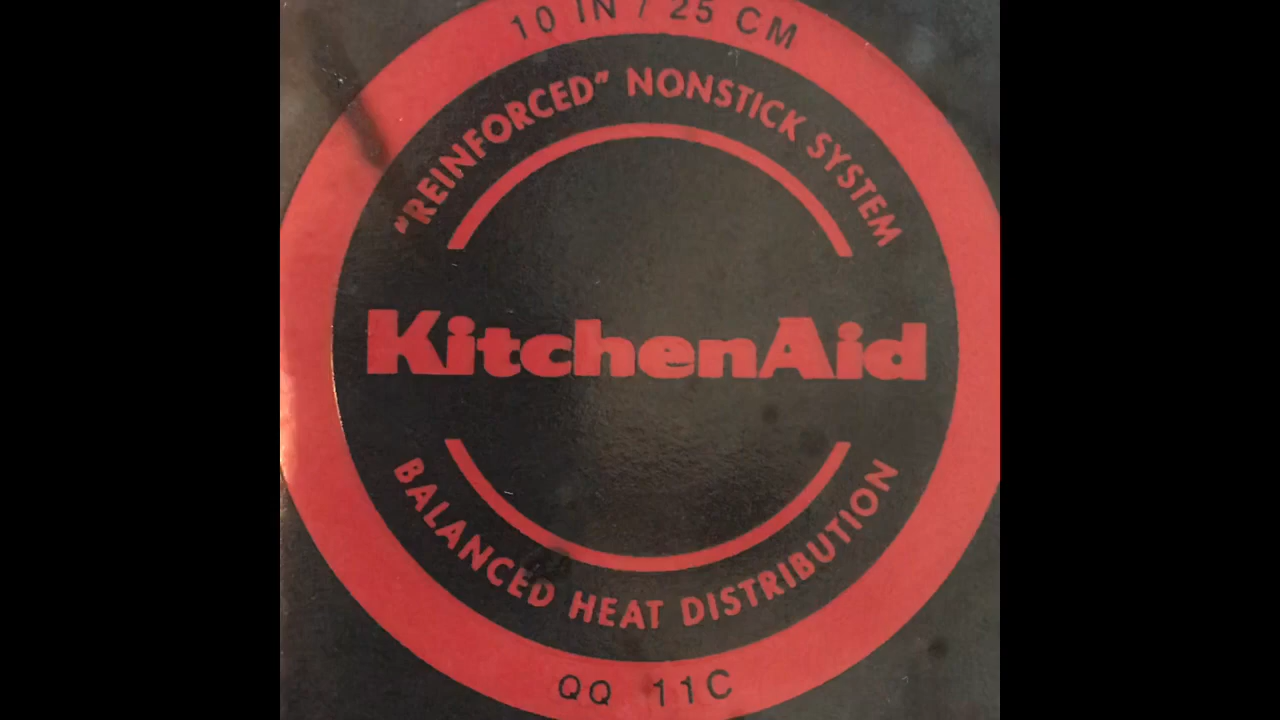 10 IN / 25 CM
"REINFORCED" NONSTICK SYSTEM
KitchenAid
BALANCED HEAT DISTRIBUTION
QQ 11C